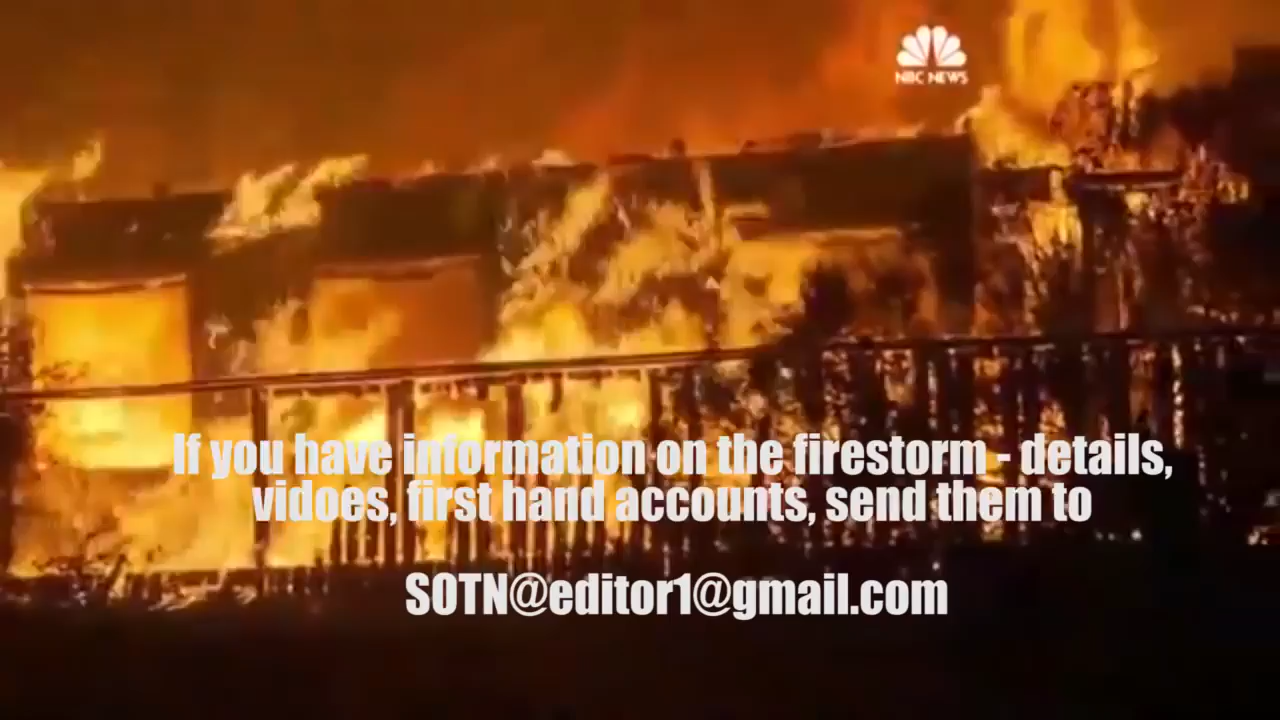 NBC NEWS
If you have information on the firestorm - details,
vidoes, first hand accounts, send them to
SOTN@editor1@gmail.com